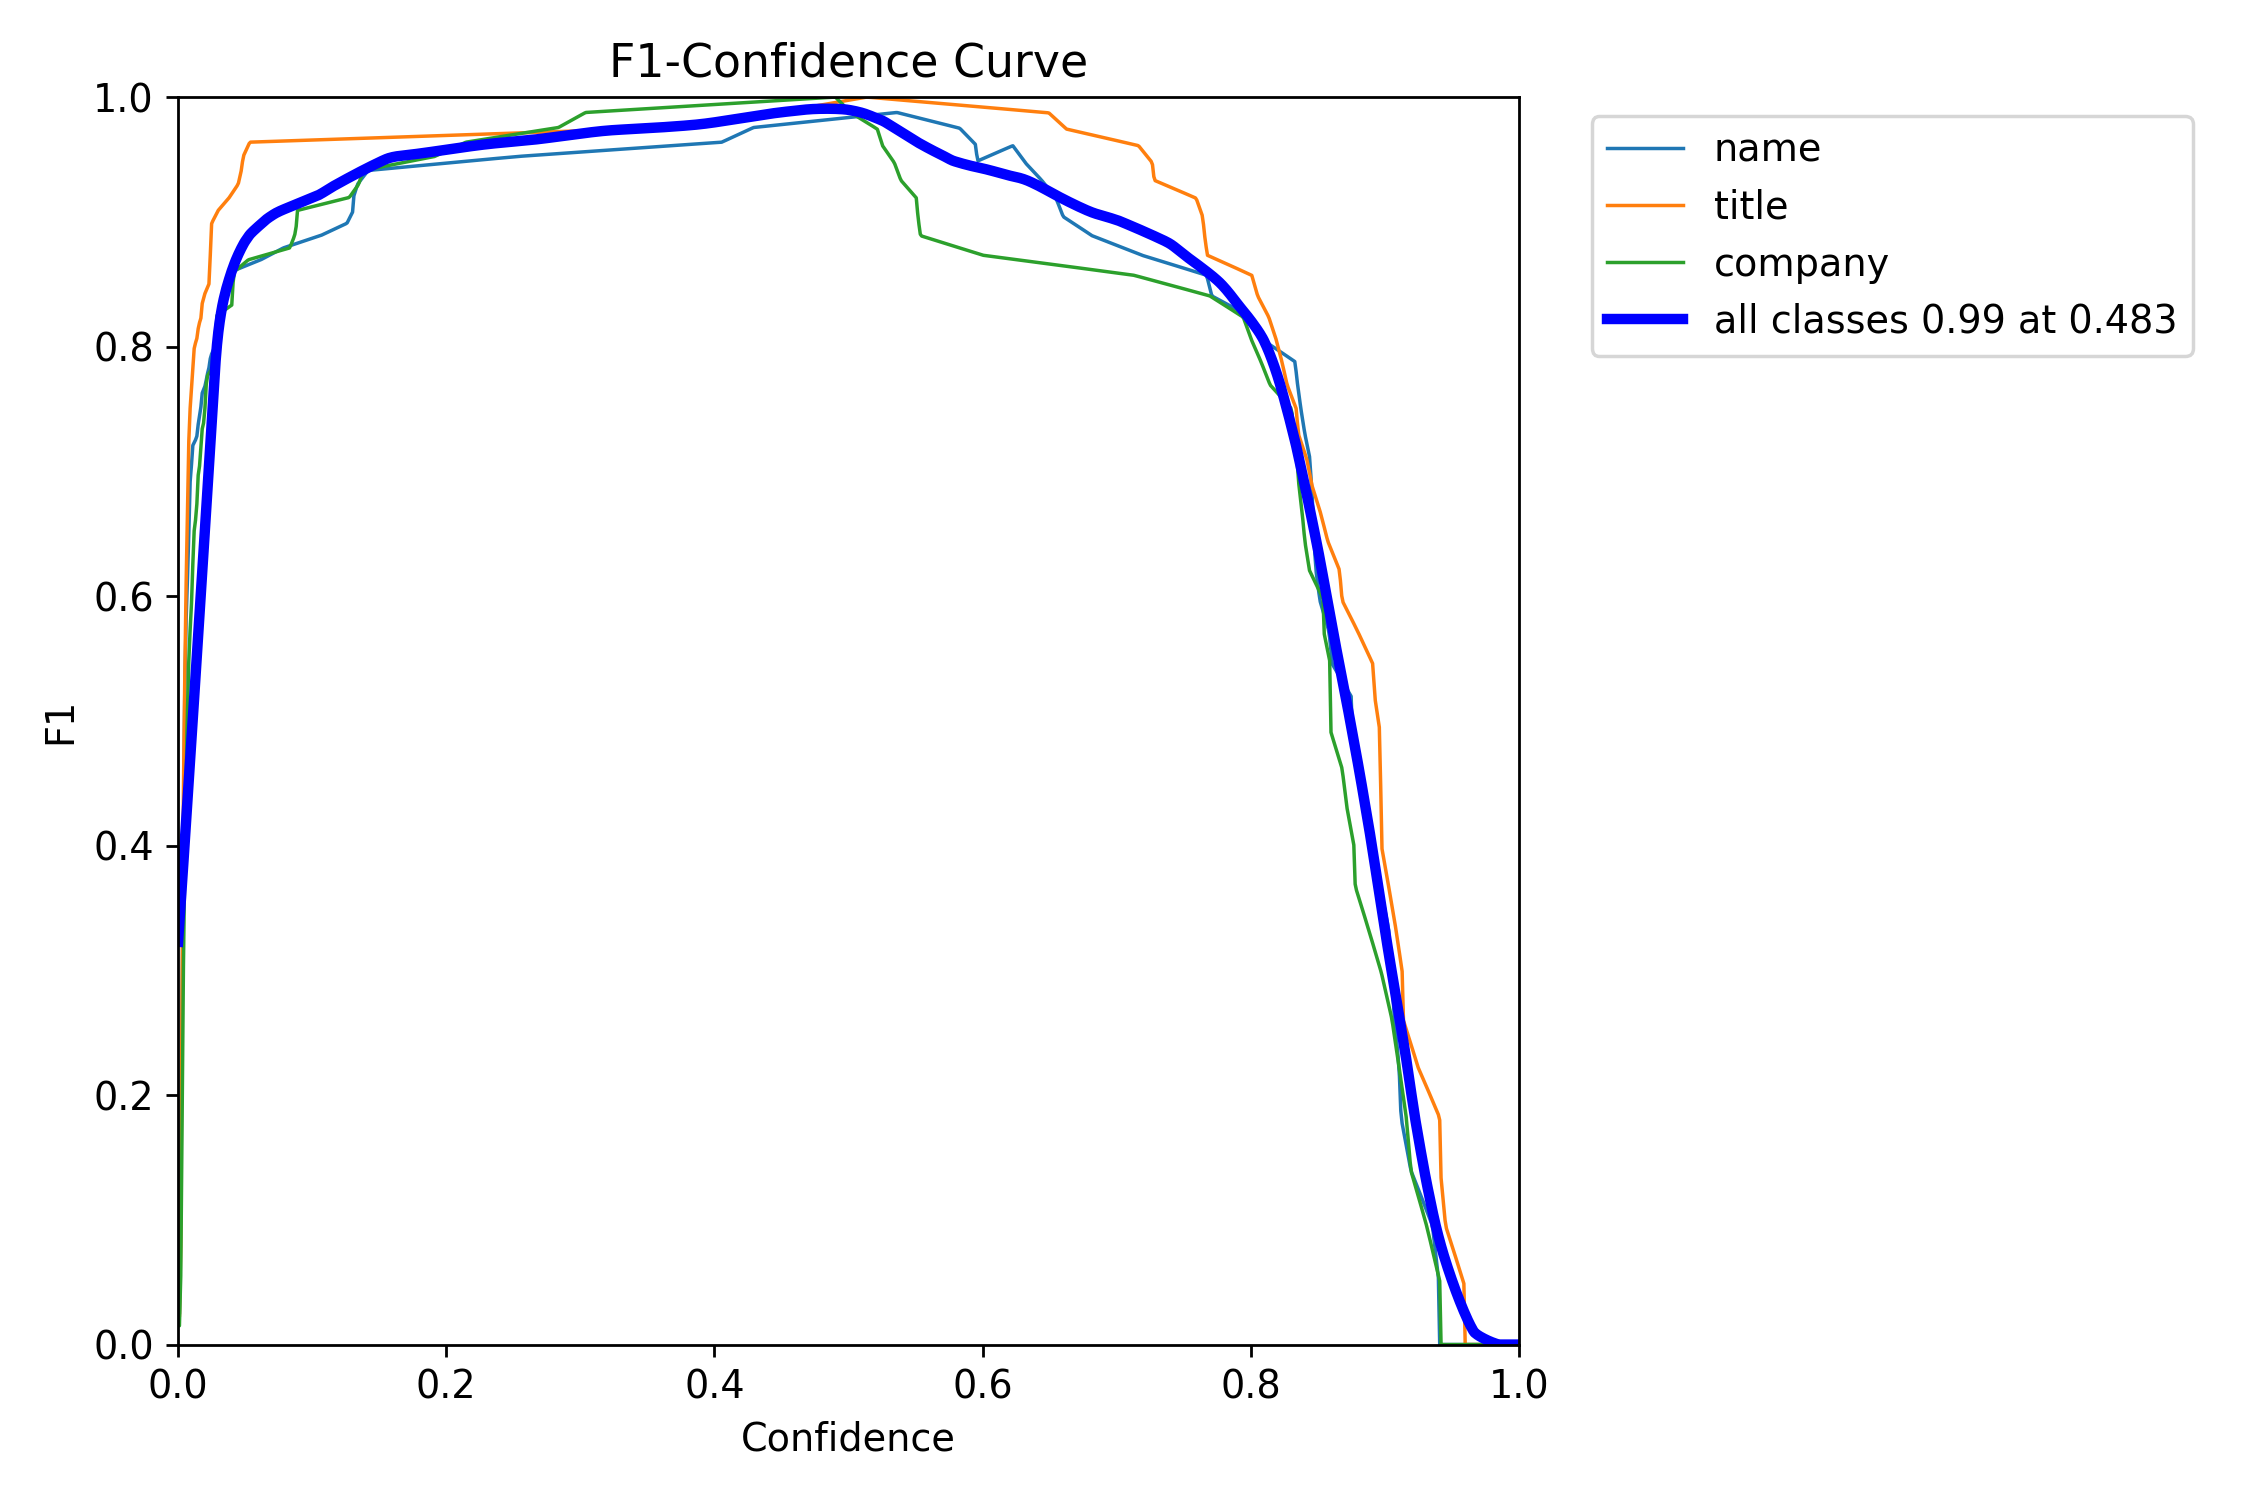 F1-Confidence Curve
1.0
0.8
0.6
0.4
0.2
0.0
F1
0.0 0.2 0.4 0.6 0.8 1.0
Confidence
name
title
company
all classes 0.99 at 0.483